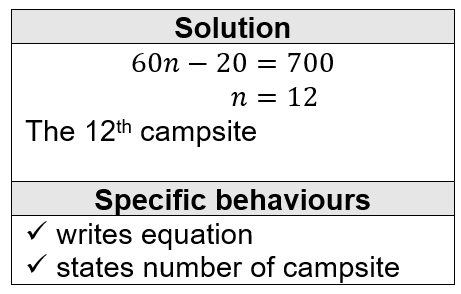 Solution
60n − 20 = 700
n = 12
The 12th campsite
Specific behaviours
✓ writes equation
✓ states number of campsite